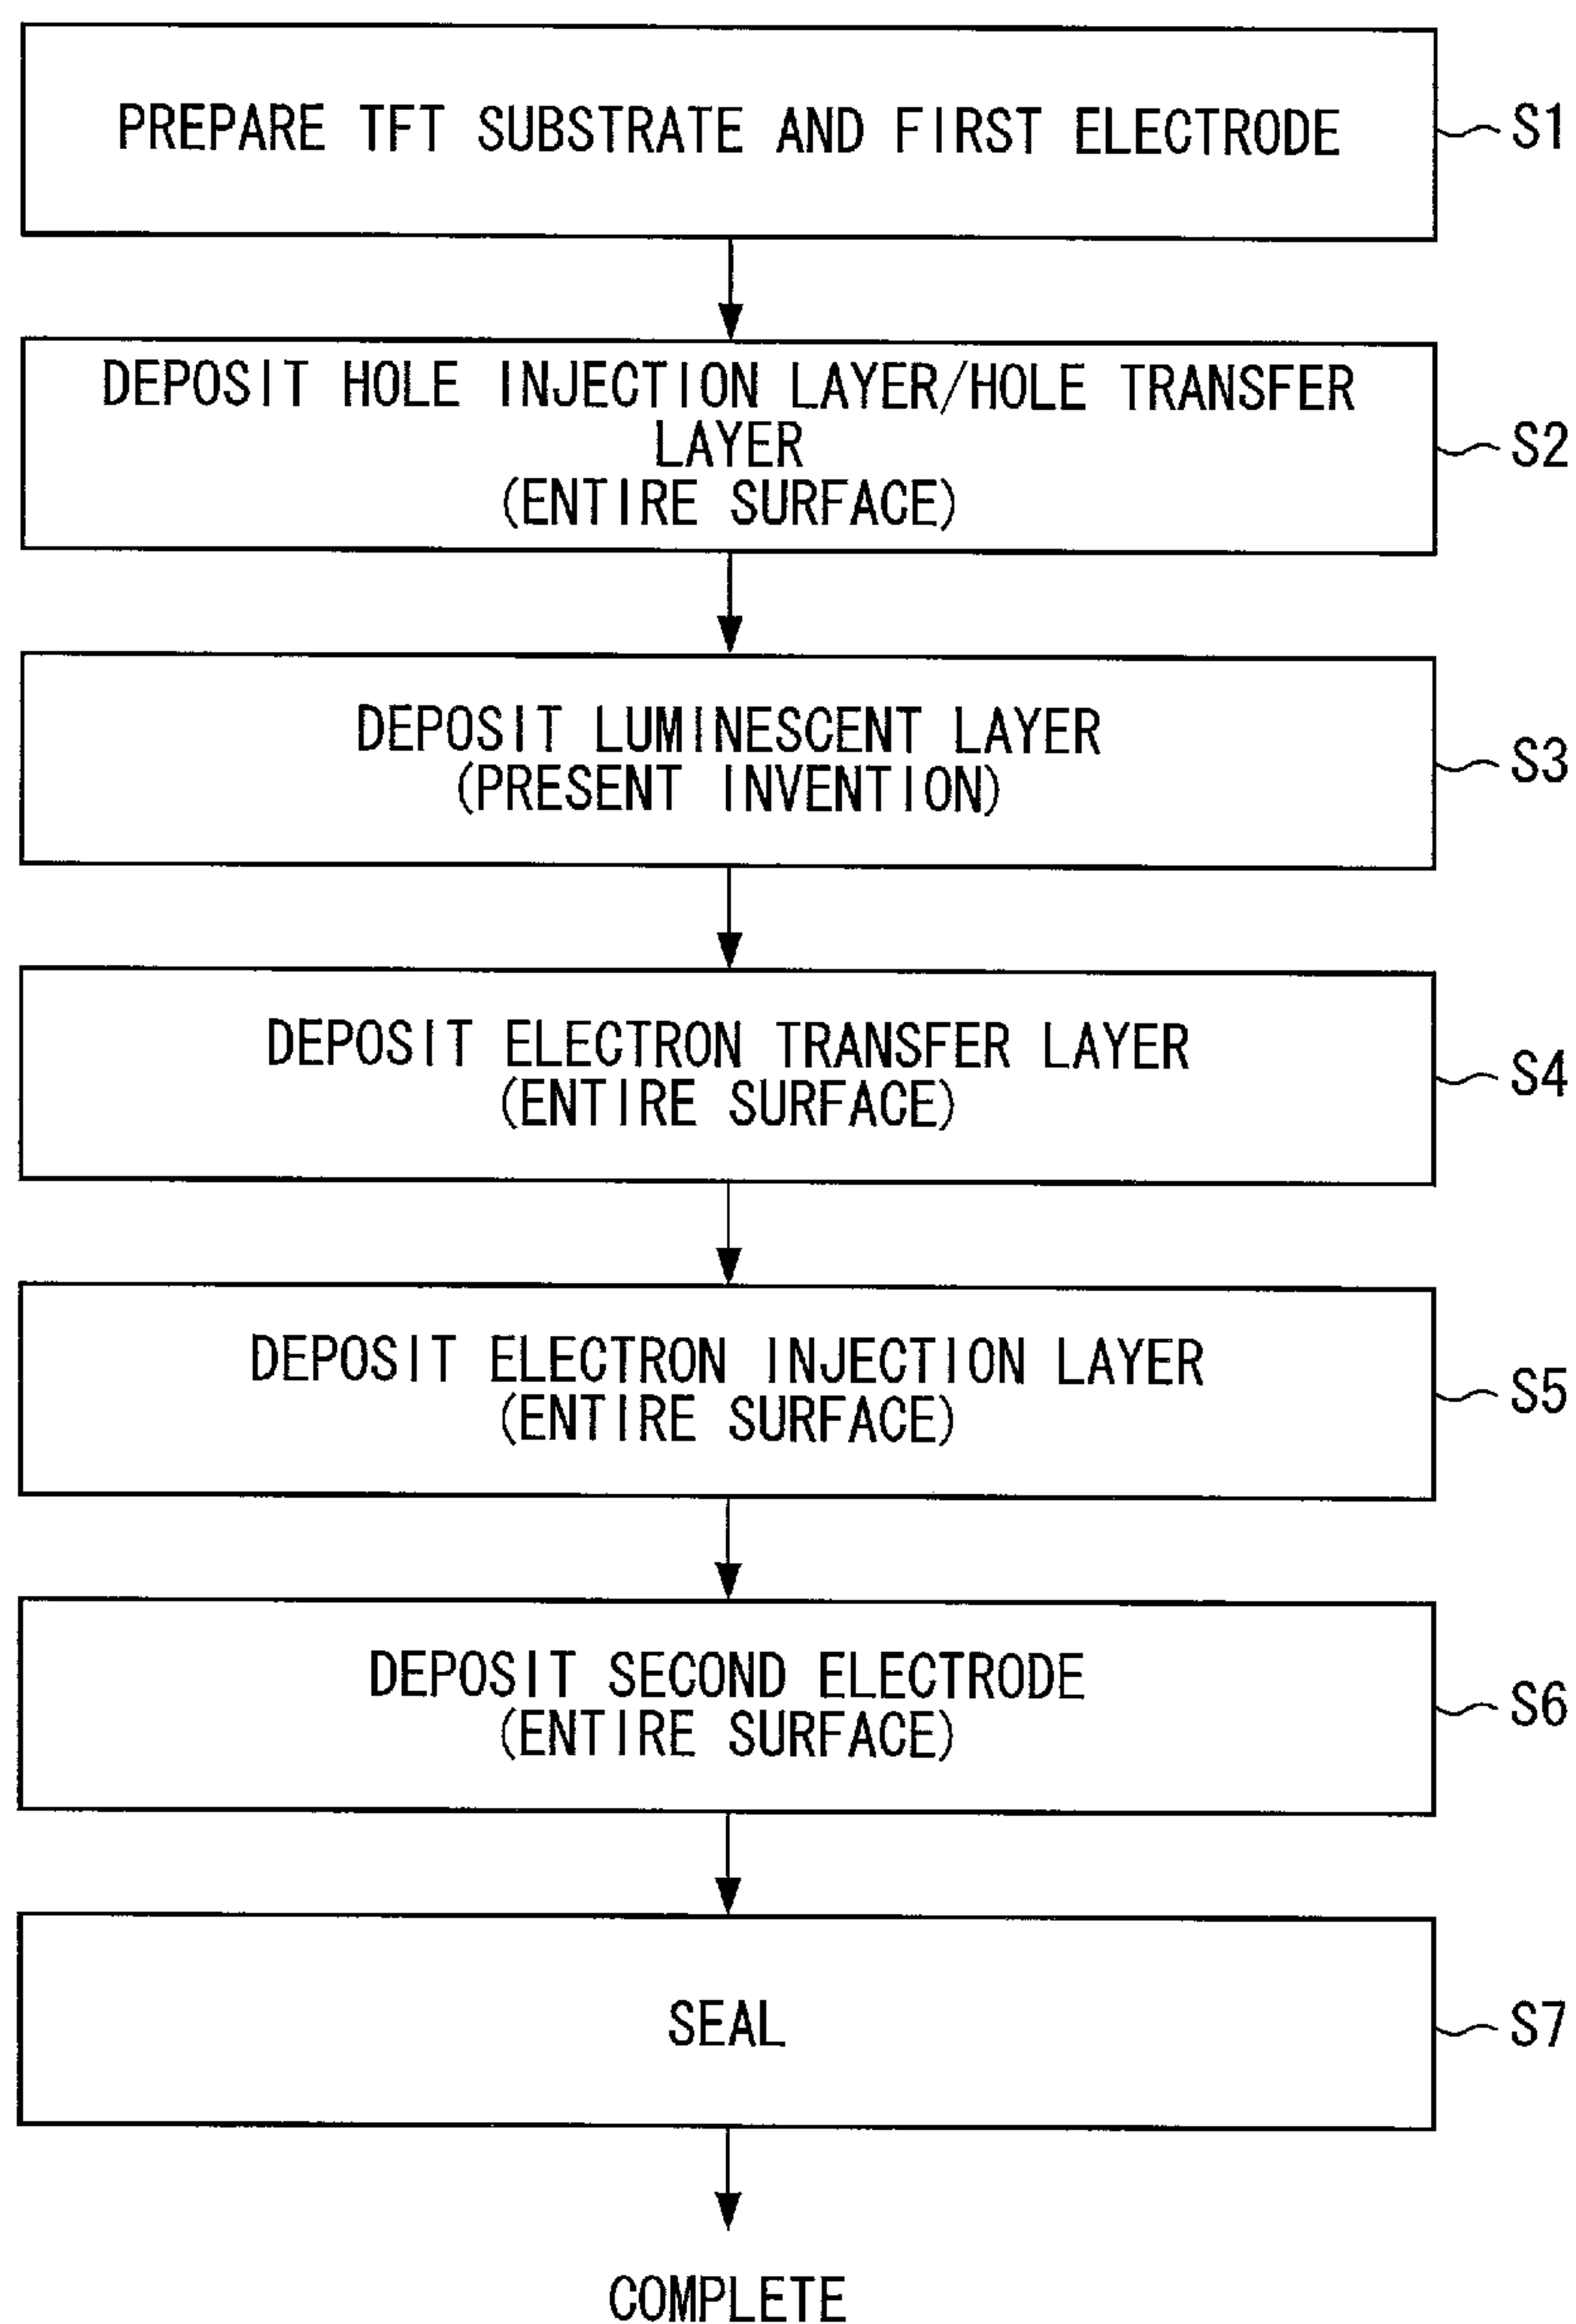 PREPARE TFT SUBSTRATE AND FIRST ELECTRODE
S1
DEPOSIT HOLE INJECTION LAYER/HOLE TRANSFER
LAYER
(ENTIRE SURFACE)
S2
DEPOSIT LUMINESCENT LAYER
(PRESENT INVENTION)
S3
DEPOSIT ELECTRON TRANSFER LAYER
(ENTIRE SURFACE)
S4
DEPOSIT ELECTRON INJECTION LAYER
(ENTIRE SURFACE)
S5
DEPOSIT SECOND ELECTRODE
(ENTIRE SURFACE)
S6
SEAL
S7
COMPLETE